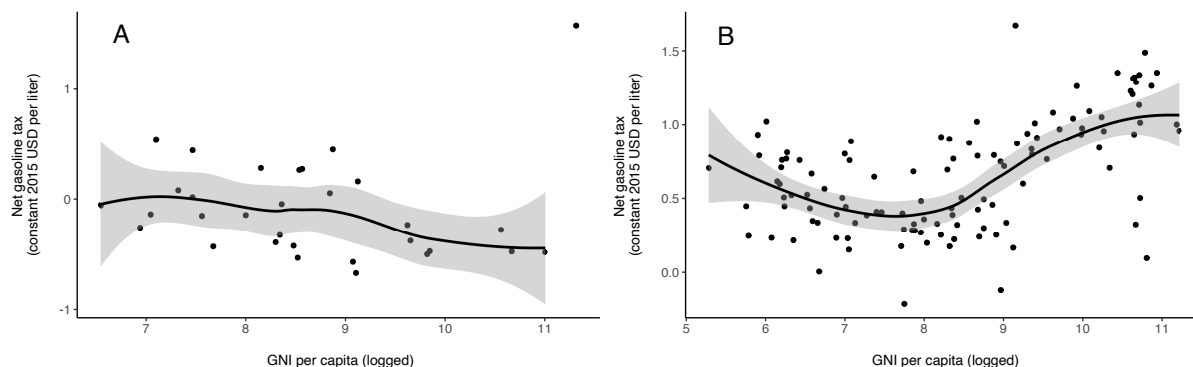 A
Net gasoline tax
(constant 2015 USD per liter)
1
0
-1
7 8 9 10 11
GNI per capita (logged)
B
Net gasoline tax
(constant 2015 USD per liter)
1.5
1.0
0.5
0.0
5 6 7 8 9 10 11
GNI per capita (logged)